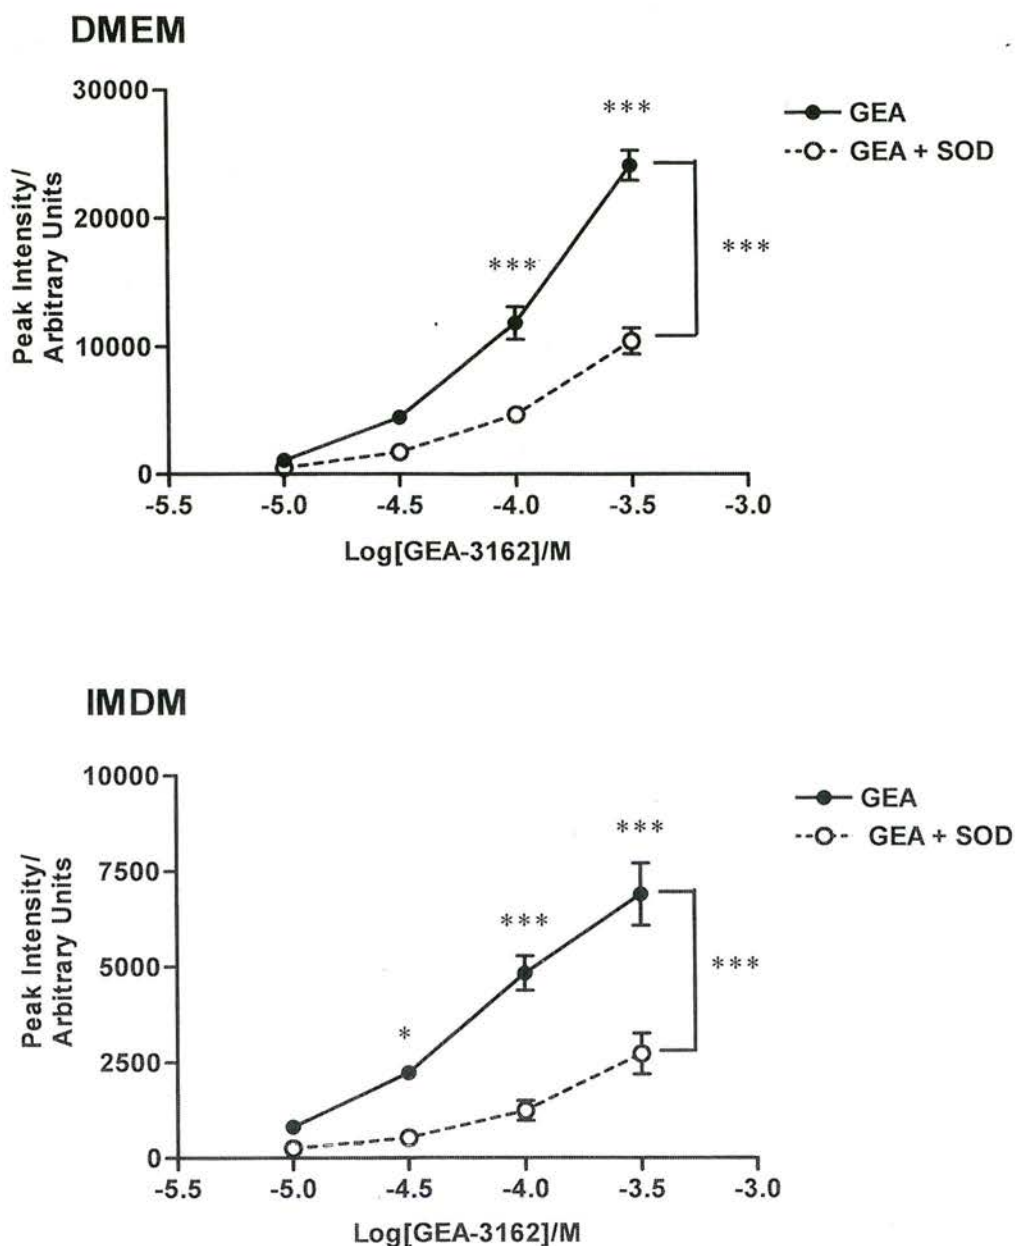 DMEM
30000
20000
10000
0
Peak Intensity/
Arbitrary Units
***
***
***
GEA
GEA + SOD
-5.5 -5.0 -4.5 -4.0 -3.5 -3.0
Log[GEA-3162]/M
IMDM
10000
7500
5000
2500
0
Peak Intensity/
Arbitrary Units
***
***
*
***
GEA
GEA + SOD
-5.5 -5.0 -4.5 -4.0 -3.5 -3.0
Log[GEA-3162]/M